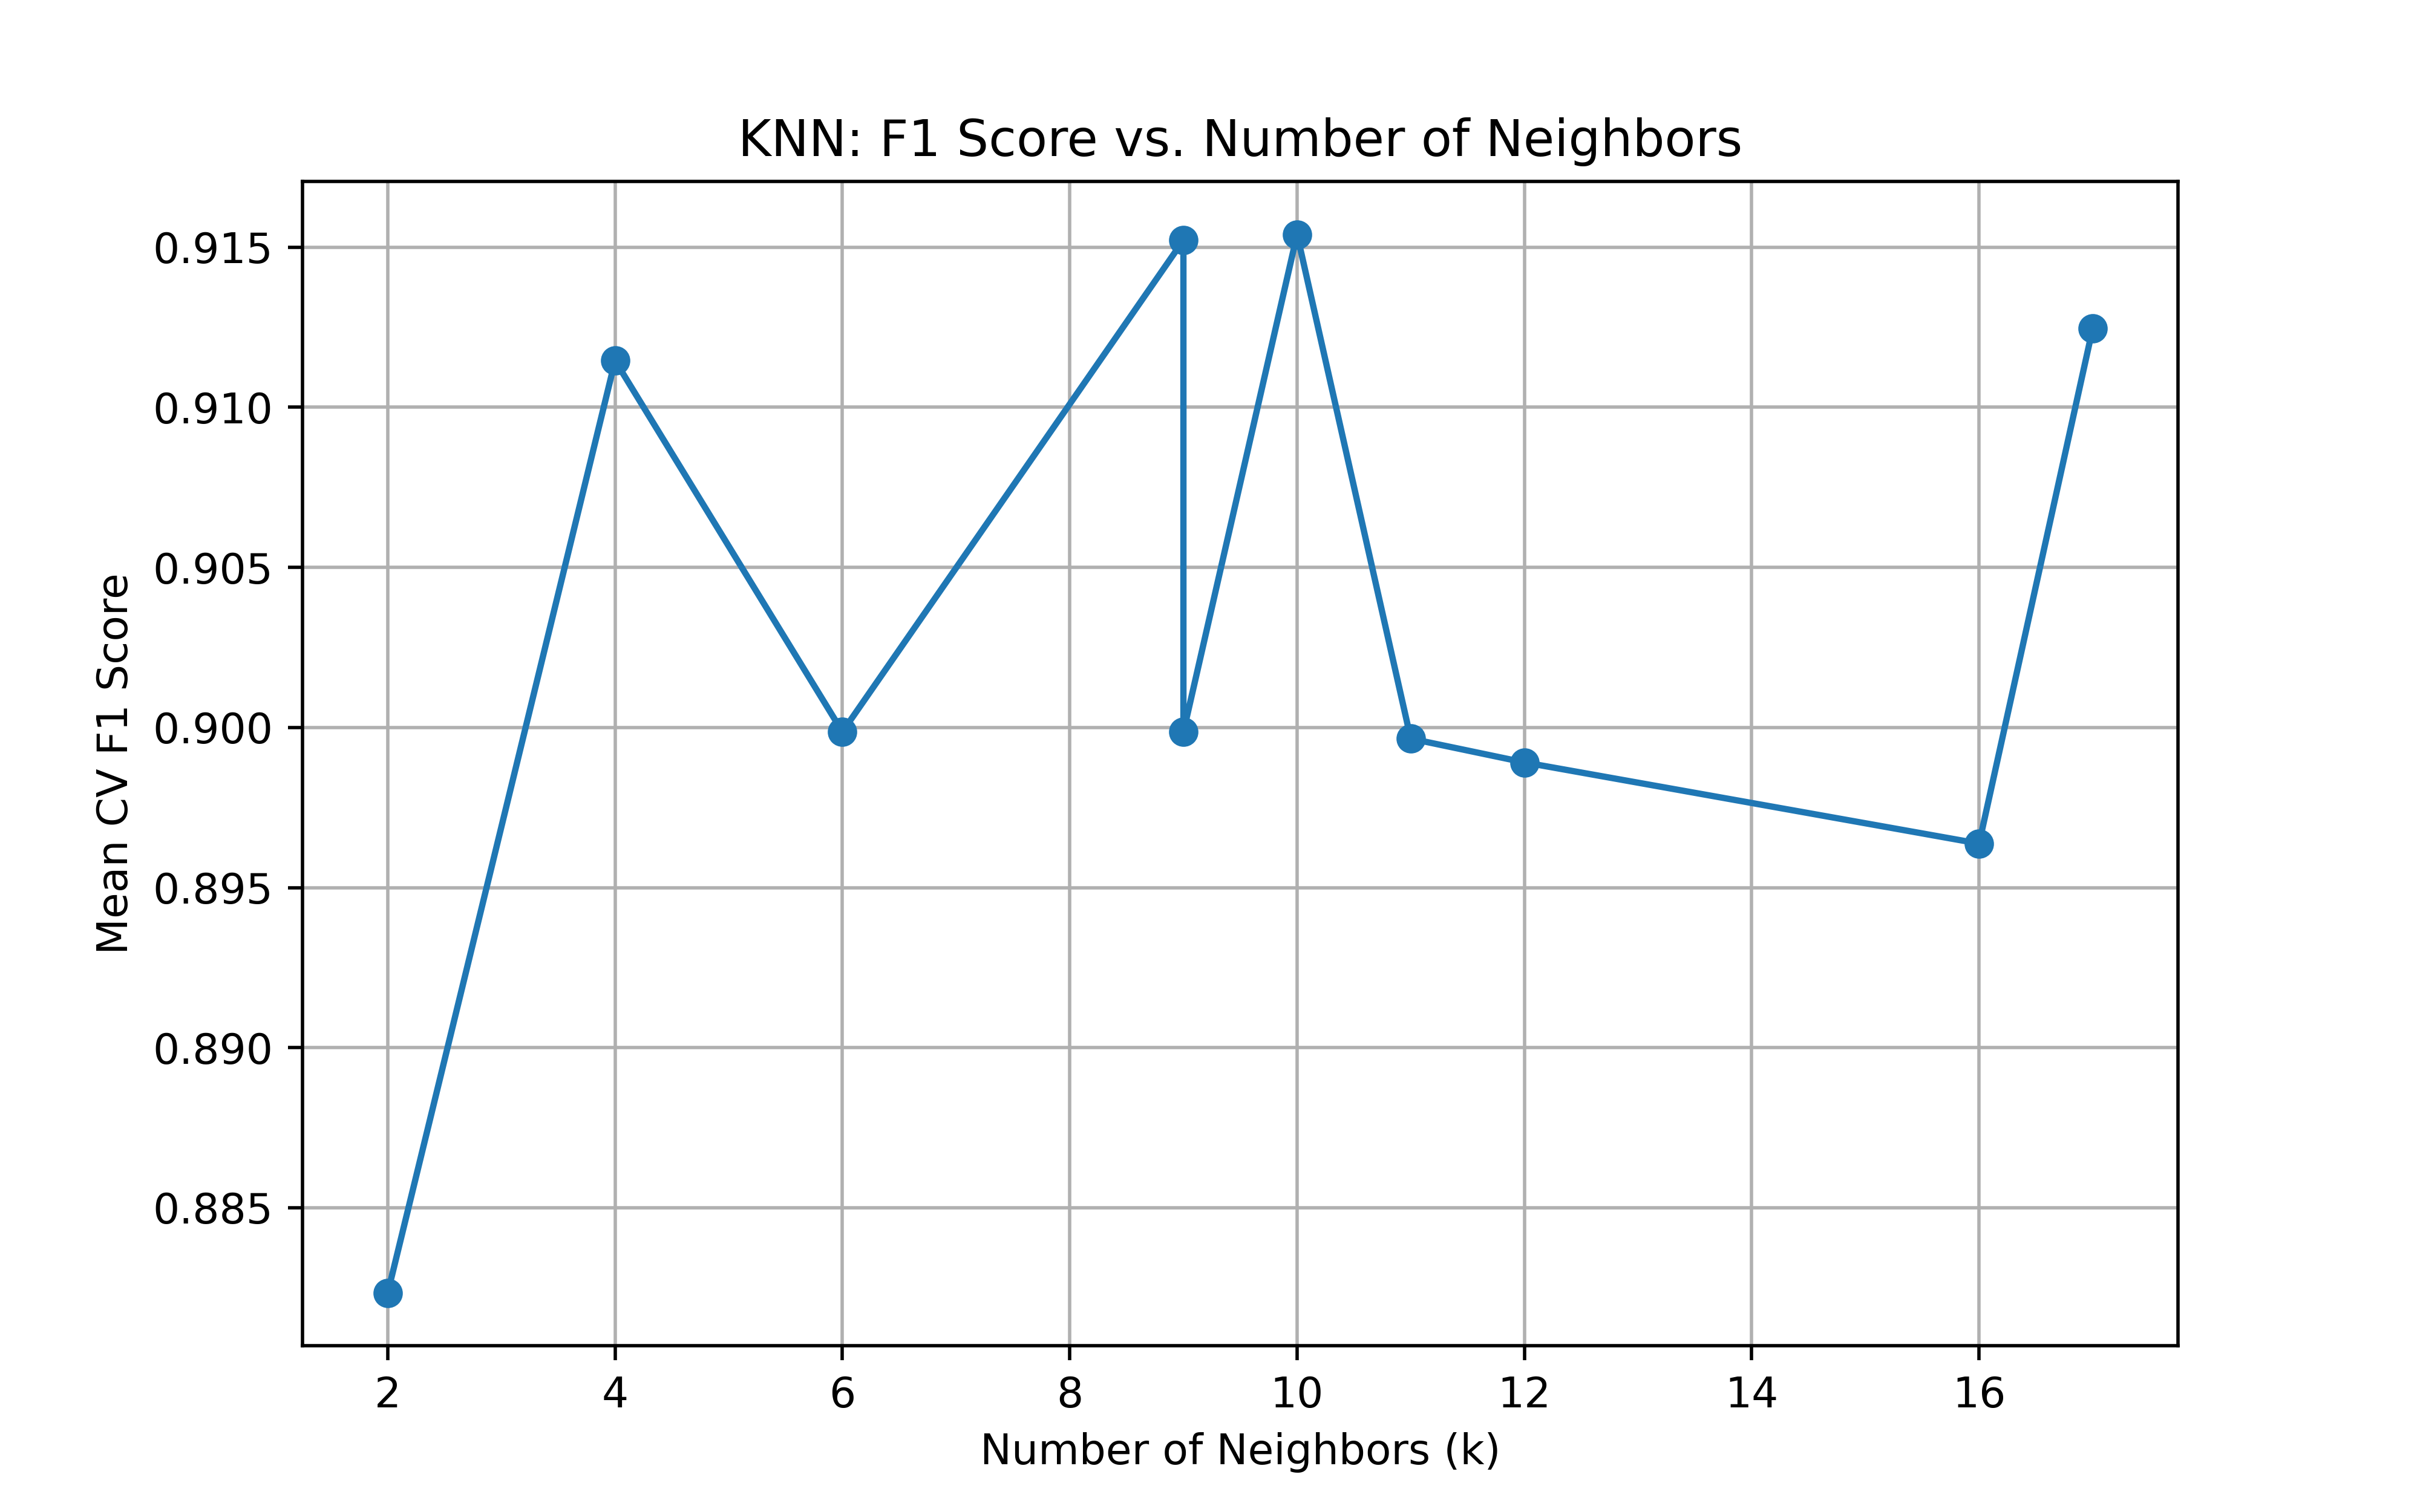 KNN: F1 Score vs. Number of Neighbors
Mean CV F1 Score
0.915
0.910
0.905
0.900
0.895
0.890
0.885
2 4 6 8 10 12 14 16
Number of Neighbors (k)